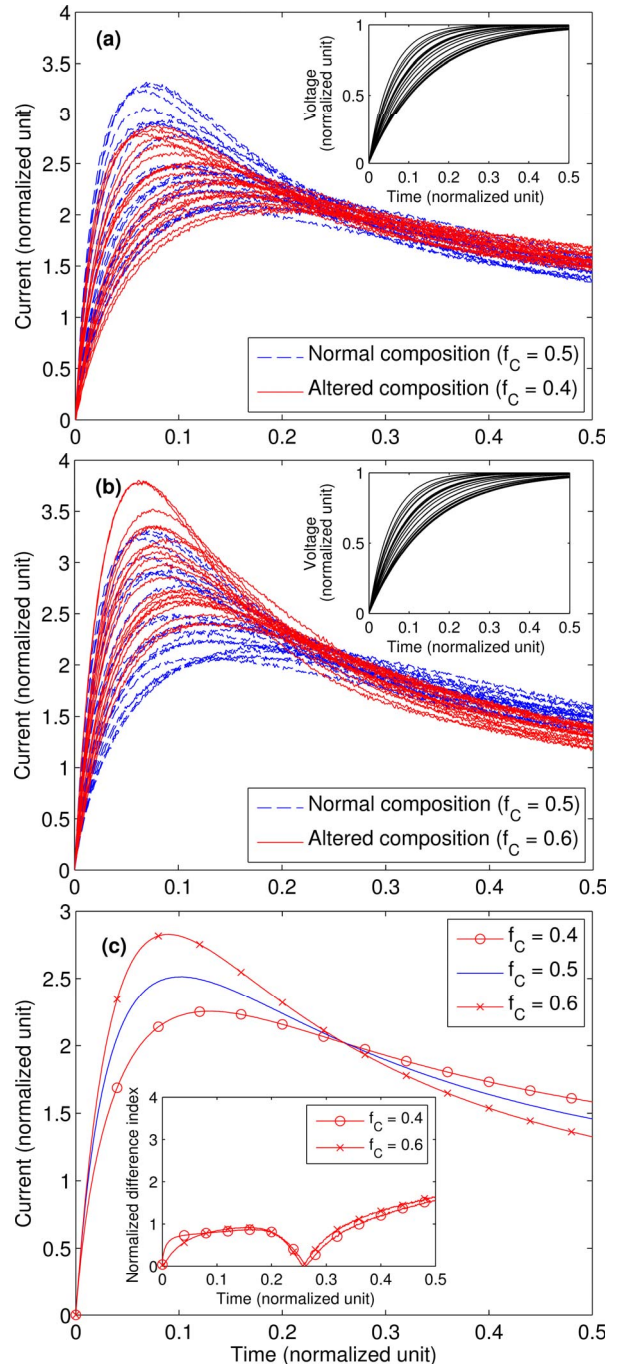 (a)
Current (normalized unit)
4
3.5
3
2.5
2
1.5
1
0.5
0
0 0.1 0.2 0.3 0.4 0.5
Voltage
(normalized unit)
1
0
0 0.1 0.2 0.3 0.4 0.5
Time (normalized unit)
Normal composition (f_C = 0.5)
Altered composition (f_C = 0.4)
(b)
Current (normalized unit)
4
3.5
3
2.5
2
1.5
1
0.5
0
0 0.1 0.2 0.3 0.4 0.5
Voltage
(normalized unit)
1
0
0 0.1 0.2 0.3 0.4 0.5
Time (normalized unit)
Normal composition (f_C = 0.5)
Altered composition (f_C = 0.6)
(c)
Current (normalized unit)
3
2.5
2
1.5
1
0.5
0
0 0.1 0.2 0.3 0.4 0.5
Time (normalized unit)
f_C = 0.4
f_C = 0.5
f_C = 0.6
Normalized difference index
4
3
2
1
0
0 0.1 0.2 0.3 0.4 0.5
Time (normalized unit)
f_C = 0.4
f_C = 0.6